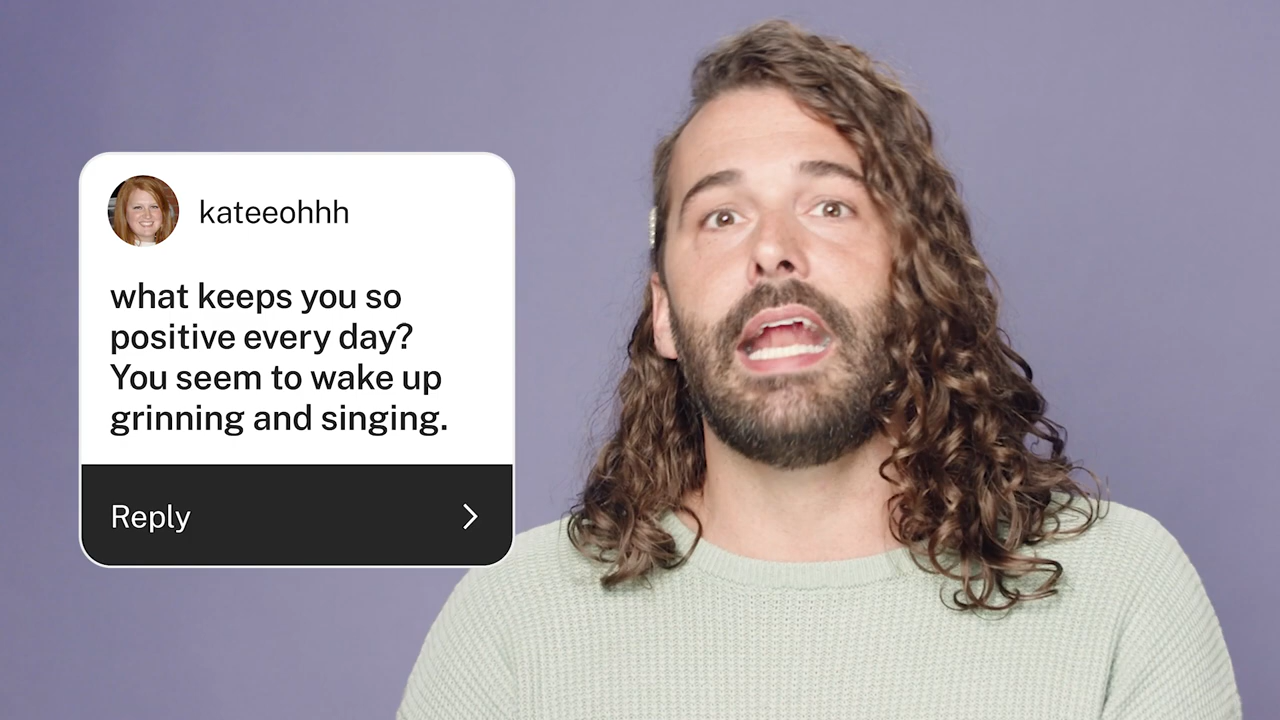 kateeohhh
what keeps you so
positive every day?
You seem to wake up
grinning and singing.
Reply